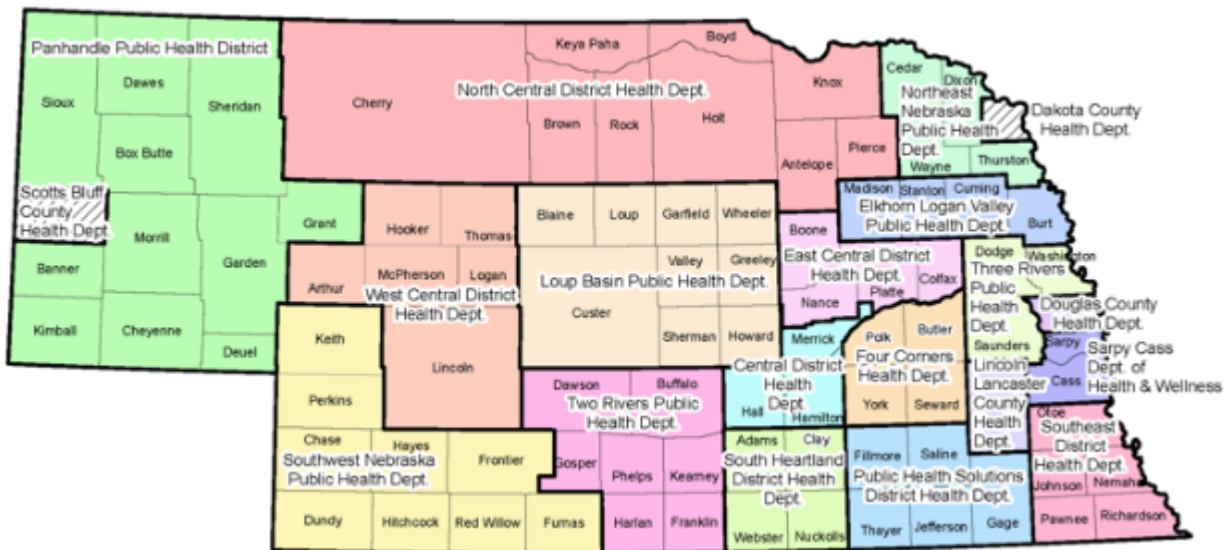 Panhandle Public Health District
Sioux
Dawes
Sheridan
Box Butte
Scotts Bluff
County
Health Dept.
Morrill
Grant
Garden
Banner
Kimball
Cheyenne
Deuel
Cherry
Keya Paha
Boyd
Knox
North Central District Health Dept.
Brown
Rock
Holt
Antelope
Pierce
Cedar
Dixon
Northeast
Nebraska
Public Health
Dept.
Wayne
Thurston
Dakota County
Health Dept.
Hooker
Thomas
Arthur
McPherson
Logan
West Central District
Health Dept.
Lincoln
Blaine
Loup
Garfield
Wheeler
Valley
Greeley
Loup Basin Public Health Dept.
Custer
Sherman
Howard
Madison
Stanton
Cuming
Elkhorn Logan Valley
Public Health Dept.
Burt
Boone
East Central District
Health Dept.
Colfax
Nance
Platte
Dodge
Washington
Three Rivers
Public
Health
Dept.
Saunders
Douglas County
Health Dept.
Sarpy
Cass
Sarpy Cass
Dept. of
Health & Wellness
Keith
Perkins
Chase
Hayes
Frontier
Southwest Nebraska
Public Health Dept.
Dundy
Hitchcock
Red Willow
Furnas
Dawson
Buffalo
Two Rivers Public
Health Dept.
Gosper
Phelps
Kearney
Harlan
Franklin
Merrick
Central District
Health
Dept.
Hall
Hamilton
Polk
Butler
Four Corners
Health Dept.
York
Seward
Lincoln
Lancaster
County
Health
Dept.
Adams
Clay
South Heartland
District Health
Dept.
Webster
Nuckolls
Fillmore
Saline
Public Health Solutions
District Health Dept.
Thayer
Jefferson
Gage
Otoe
Southeast
District
Health Dept.
Johnson
Nemaha
Pawnee
Richardson